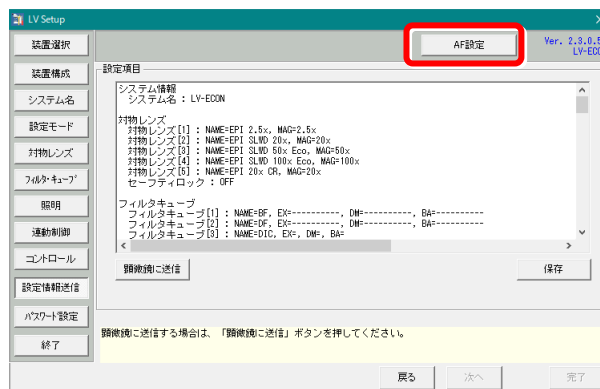 LV Setup
装置選択
AF設定
Ver. 2.3.0.5
LV-ECO
装置構成
システム名
設定モード
対物レンズ
フィルタ・キューブ
照明
連動制御
コントロール
設定情報送信
パスワード設定
終了
設定項目
システム情報
システム名 : LV-ECON
対物レンズ
対物レンズ[1] : NAME=EPI 2.5x, MAG=2.5x
対物レンズ[2] : NAME=EPI SLWD 20x, MAG=20x
対物レンズ[3] : NAME=EPI SLWD 50x Eco, MAG=50x
対物レンズ[4] : NAME=EPI SLWD 100x Eco, MAG=100x
対物レンズ[5] : NAME=EPI 20x CR, MAG=20x
セーフティロック : OFF
フィルタキューブ
フィルタキューブ[1] : NAME=BF, EX=----------, DM=----------, BA=----------
フィルタキューブ[2] : NAME=DF, EX=----------, DM=----------, BA=----------
フィルタキューブ[3] : NAME=DIC, EX=, DM=, BA=
顕微鏡に送信
保存
顕微鏡に送信する場合は、「顕微鏡に送信」ボタンを押してください。
戻る
次へ
完了